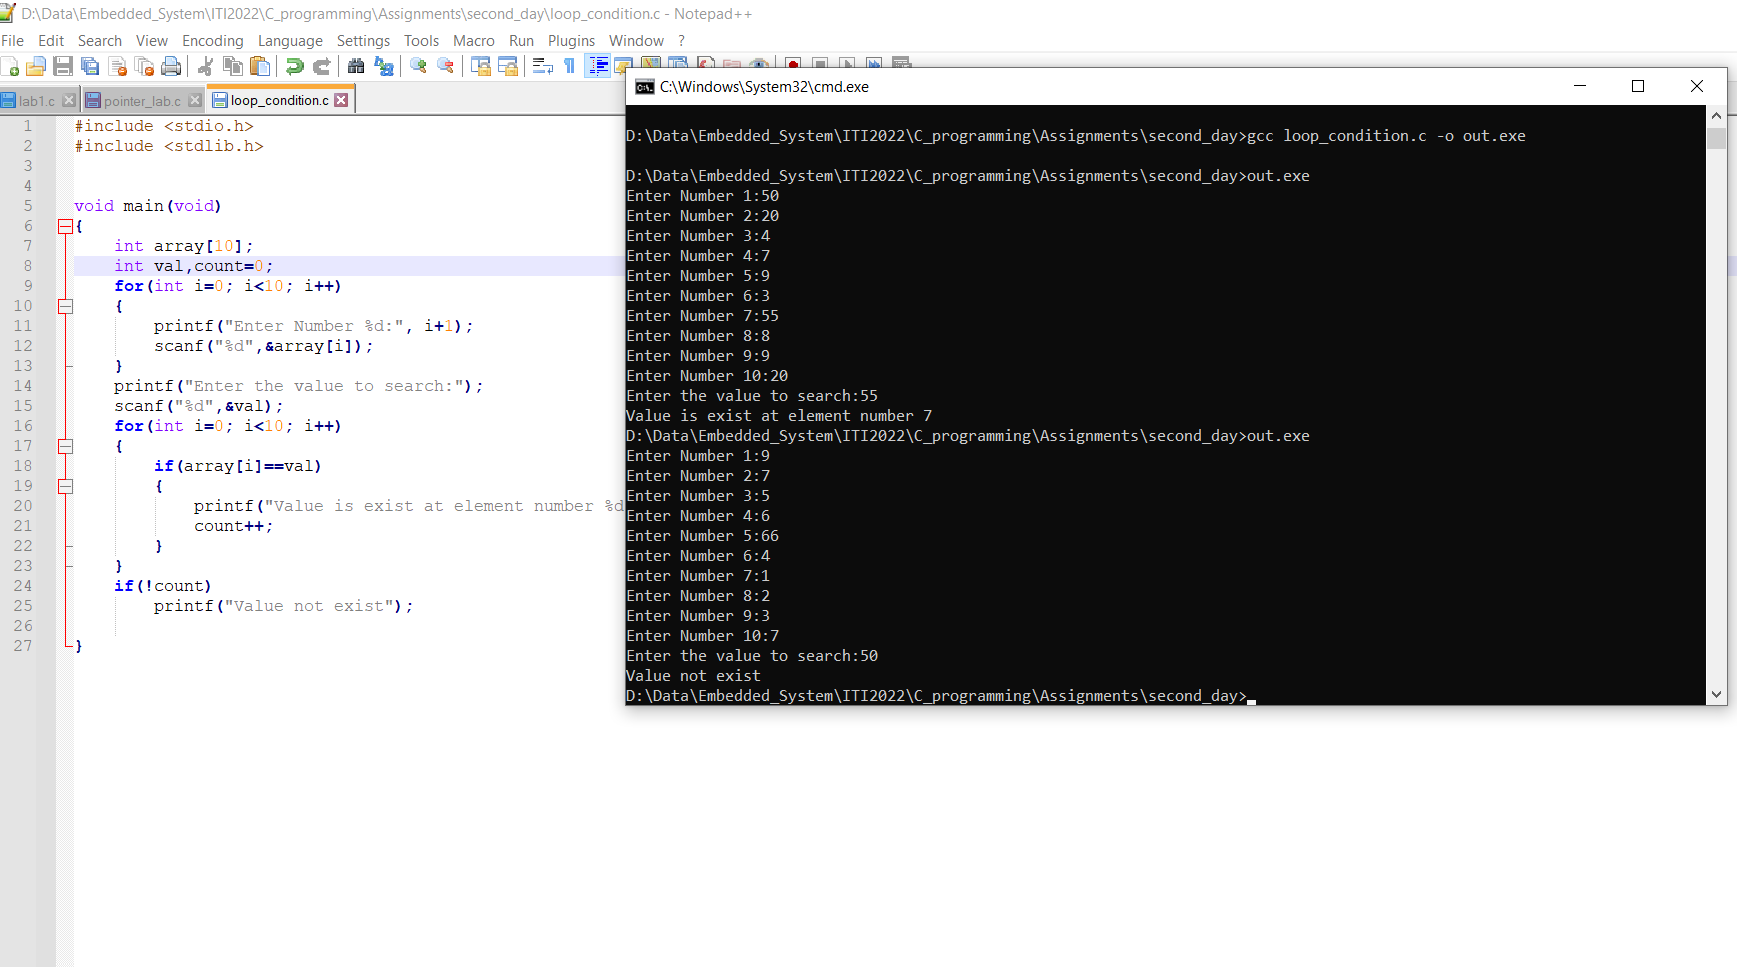 D:\Data\Embedded_System\ITI2022\C_programming\Assignments\second_day\loop_condition.c - Notepad++
File Edit Search View Encoding Language Settings Tools Macro Run Plugins Window ?
lab1.c pointer_lab.c loop_condition.c
1 #include <stdio.h>
2 #include <stdlib.h>
3
4
5 void main(void)
6 {
7 int array[10];
8 int val,count=0;
9 for(int i=0; i<10; i++)
10 {
11 printf("Enter Number %d:", i+1);
12 scanf("%d",&array[i]);
13 }
14 printf("Enter the value to search:");
15 scanf("%d",&val);
16 for(int i=0; i<10; i++)
17 {
18 if(array[i]==val)
19 {
20 printf("Value is exist at element number %d
21 count++;
22 }
23 }
24 if(!count)
25 printf("Value not exist");
26
27 }
C:\Windows\System32\cmd.exe
D:\Data\Embedded_System\ITI2022\C_programming\Assignments\second_day>gcc loop_condition.c -o out.exe
D:\Data\Embedded_System\ITI2022\C_programming\Assignments\second_day>out.exe
Enter Number 1:50
Enter Number 2:20
Enter Number 3:4
Enter Number 4:7
Enter Number 5:9
Enter Number 6:3
Enter Number 7:55
Enter Number 8:8
Enter Number 9:9
Enter Number 10:20
Enter the value to search:55
Value is exist at element number 7
D:\Data\Embedded_System\ITI2022\C_programming\Assignments\second_day>out.exe
Enter Number 1:9
Enter Number 2:7
Enter Number 3:5
Enter Number 4:6
Enter Number 5:66
Enter Number 6:4
Enter Number 7:1
Enter Number 8:2
Enter Number 9:3
Enter Number 10:7
Enter the value to search:50
Value not exist
D:\Data\Embedded_System\ITI2022\C_programming\Assignments\second_day>